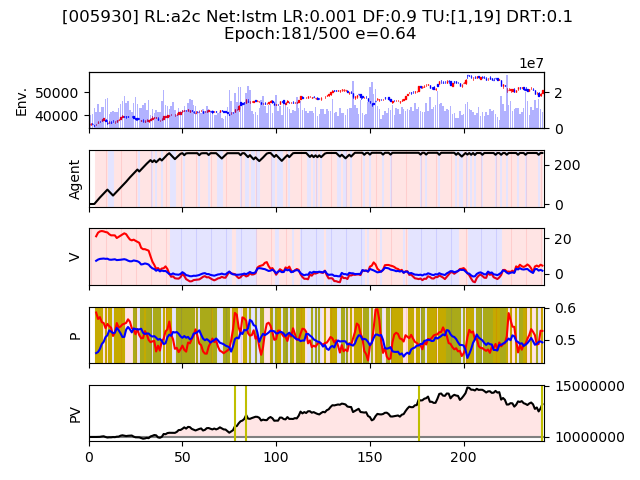 [005930] RL:a2c Net:lstm LR:0.001 DF:0.9 TU:[1,19] DRT:0.1
Epoch:181/500 e=0.64
1e7
Env.
50000
40000
2
0
Agent
200
0
V
20
0
P
0.6
0.5
PV
15000000
10000000
0 50 100 150 200